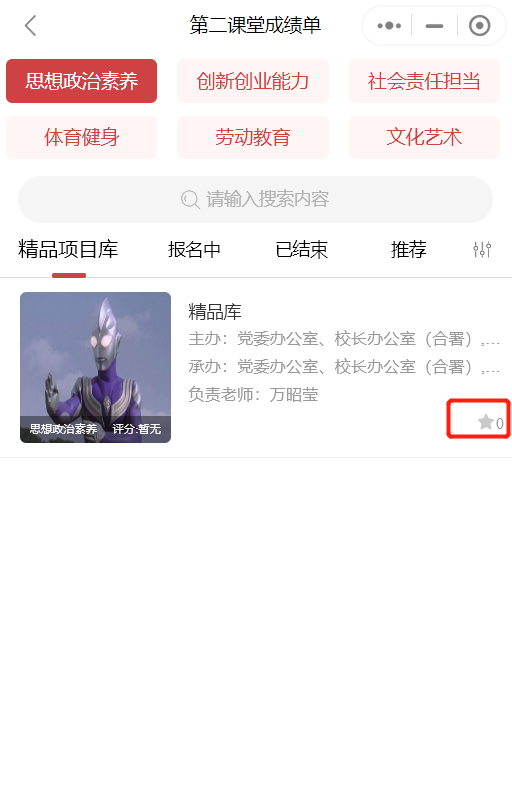 第二课堂成绩单
思想政治素养 创新创业能力 社会责任担当
体育健身 劳动教育 文化艺术
请输入搜索内容
精品项目库 报名中 已结束 推荐
精品库
主办：党委办公室、校长办公室（合署）,...
承办：党委办公室、校长办公室（合署）,...
负责老师：万昭莹
思想政治素养 评分:暂无
0